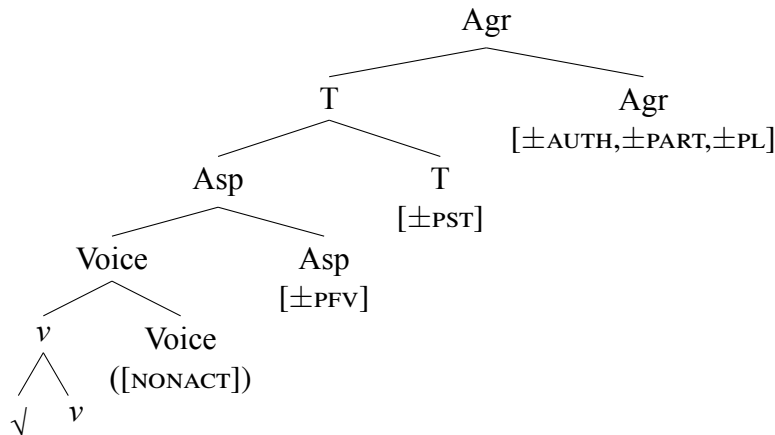 Agr
T Agr
[±AUTH,±PART,±PL]
Asp T
[±PST]
Voice Asp
[±PFV]
v Voice
([NONACT])
√ v